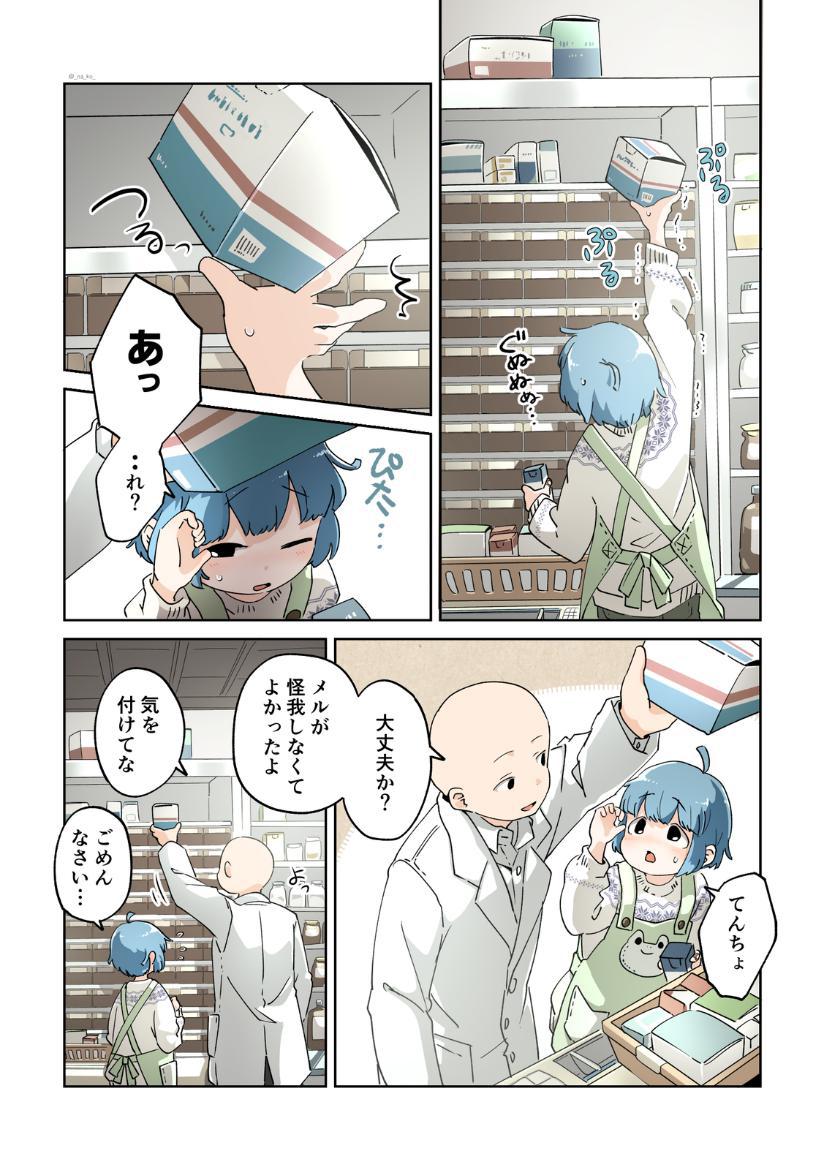 @_na_ko_
ぷる
ぷる
ぐぬぬぬ…
つるっ
あっ
‥れ?
ぴた…
大丈夫か?
てんちょ
メルが
怪我しなくて
よかったよ
よっ
気を
付けてな
ごめん
なさい…